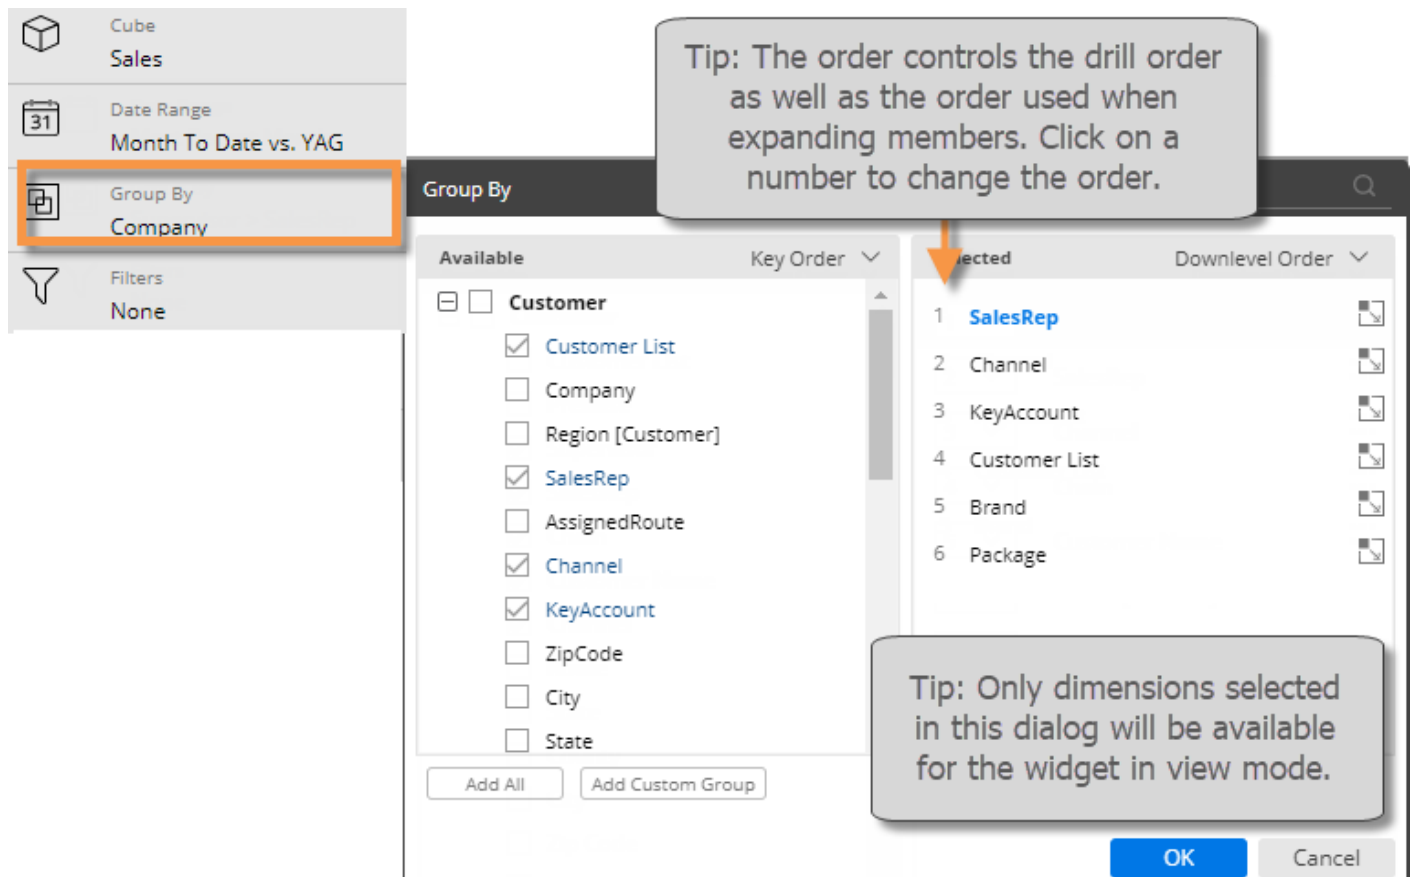 Cube
Sales
31
Date Range
Month To Date vs. YAG
Group By
Company
Filters
None
Tip: The order controls the drill order
as well as the order used when
expanding members. Click on a
number to change the order.
Group By
Available
Key Order
Customer
Customer List
Company
Region [Customer]
SalesRep
AssignedRoute
Channel
KeyAccount
ZipCode
City
State
Add All
Add Custom Group
ected
Downlevel Order
1 SalesRep
2 Channel
3 KeyAccount
4 Customer List
5 Brand
6 Package
Tip: Only dimensions selected
in this dialog will be available
for the widget in view mode.
OK
Cancel